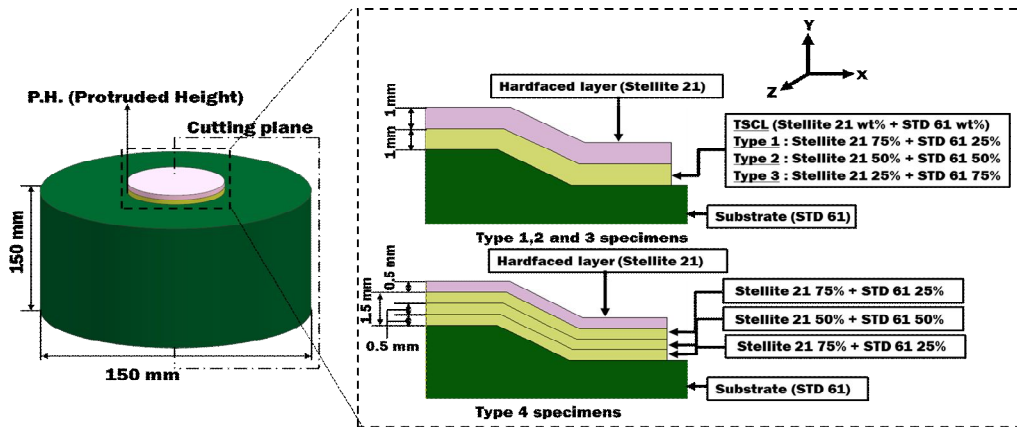 P.H. (Protruded Height)
Cutting plane
150 mm
150 mm
Y
X
Z
Hardfaced layer (Stellite 21)
1 mm
1 mm
TSCL (Stellite 21 wt% + STD 61 wt%)
Type 1 : Stellite 21 75% + STD 61 25%
Type 2 : Stellite 21 50% + STD 61 50%
Type 3 : Stellite 21 25% + STD 61 75%
Substrate (STD 61)
Type 1,2 and 3 specimens
Hardfaced layer (Stellite 21)
0.5 mm
1.5 mm
0.5 mm
Stellite 21 75% + STD 61 25%
Stellite 21 50% + STD 61 50%
Stellite 21 75% + STD 61 25%
Substrate (STD 61)
Type 4 specimens